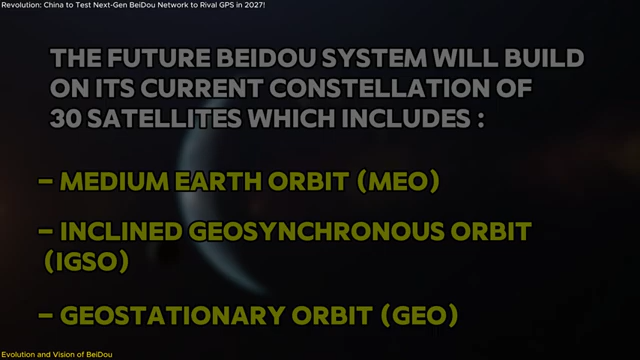 Revolution: China to Test Next-Gen BeiDou Network to Rival GPS in 2027!
THE FUTURE BEIDOU SYSTEM WILL BUILD
ON ITS CURRENT CONSTELLATION OF
30 SATELLITES WHICH INCLUDES :
– MEDIUM EARTH ORBIT (MEO)
– INCLINED GEOSYNCHRONOUS ORBIT
(IGSO)
– GEOSTATIONARY ORBIT (GEO)
Evolution and Vision of BeiDou